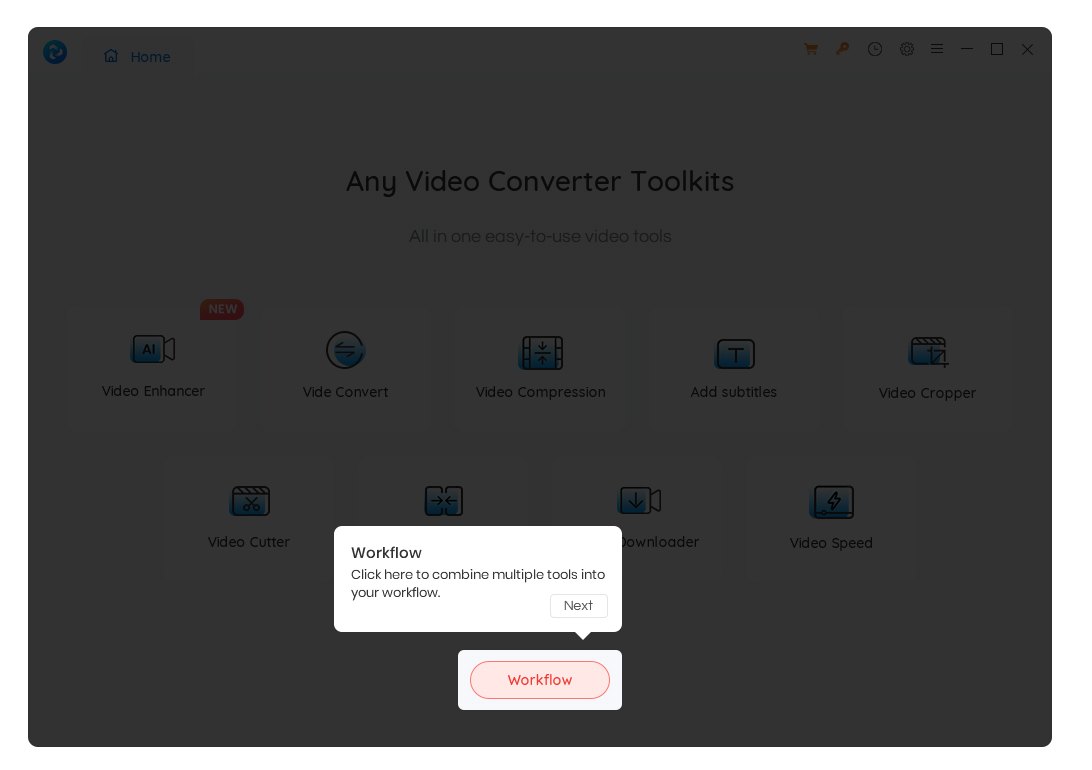 Home
Any Video Converter Toolkits
All in one easy-to-use video tools
NEW
AI
Video Enhancer
Vide Convert
Video Compression
T
Add subtitles
Video Cropper
Video Cutter
Downloader
Video Speed
Workflow
Click here to combine multiple tools into
your workflow.
Next
Workflow